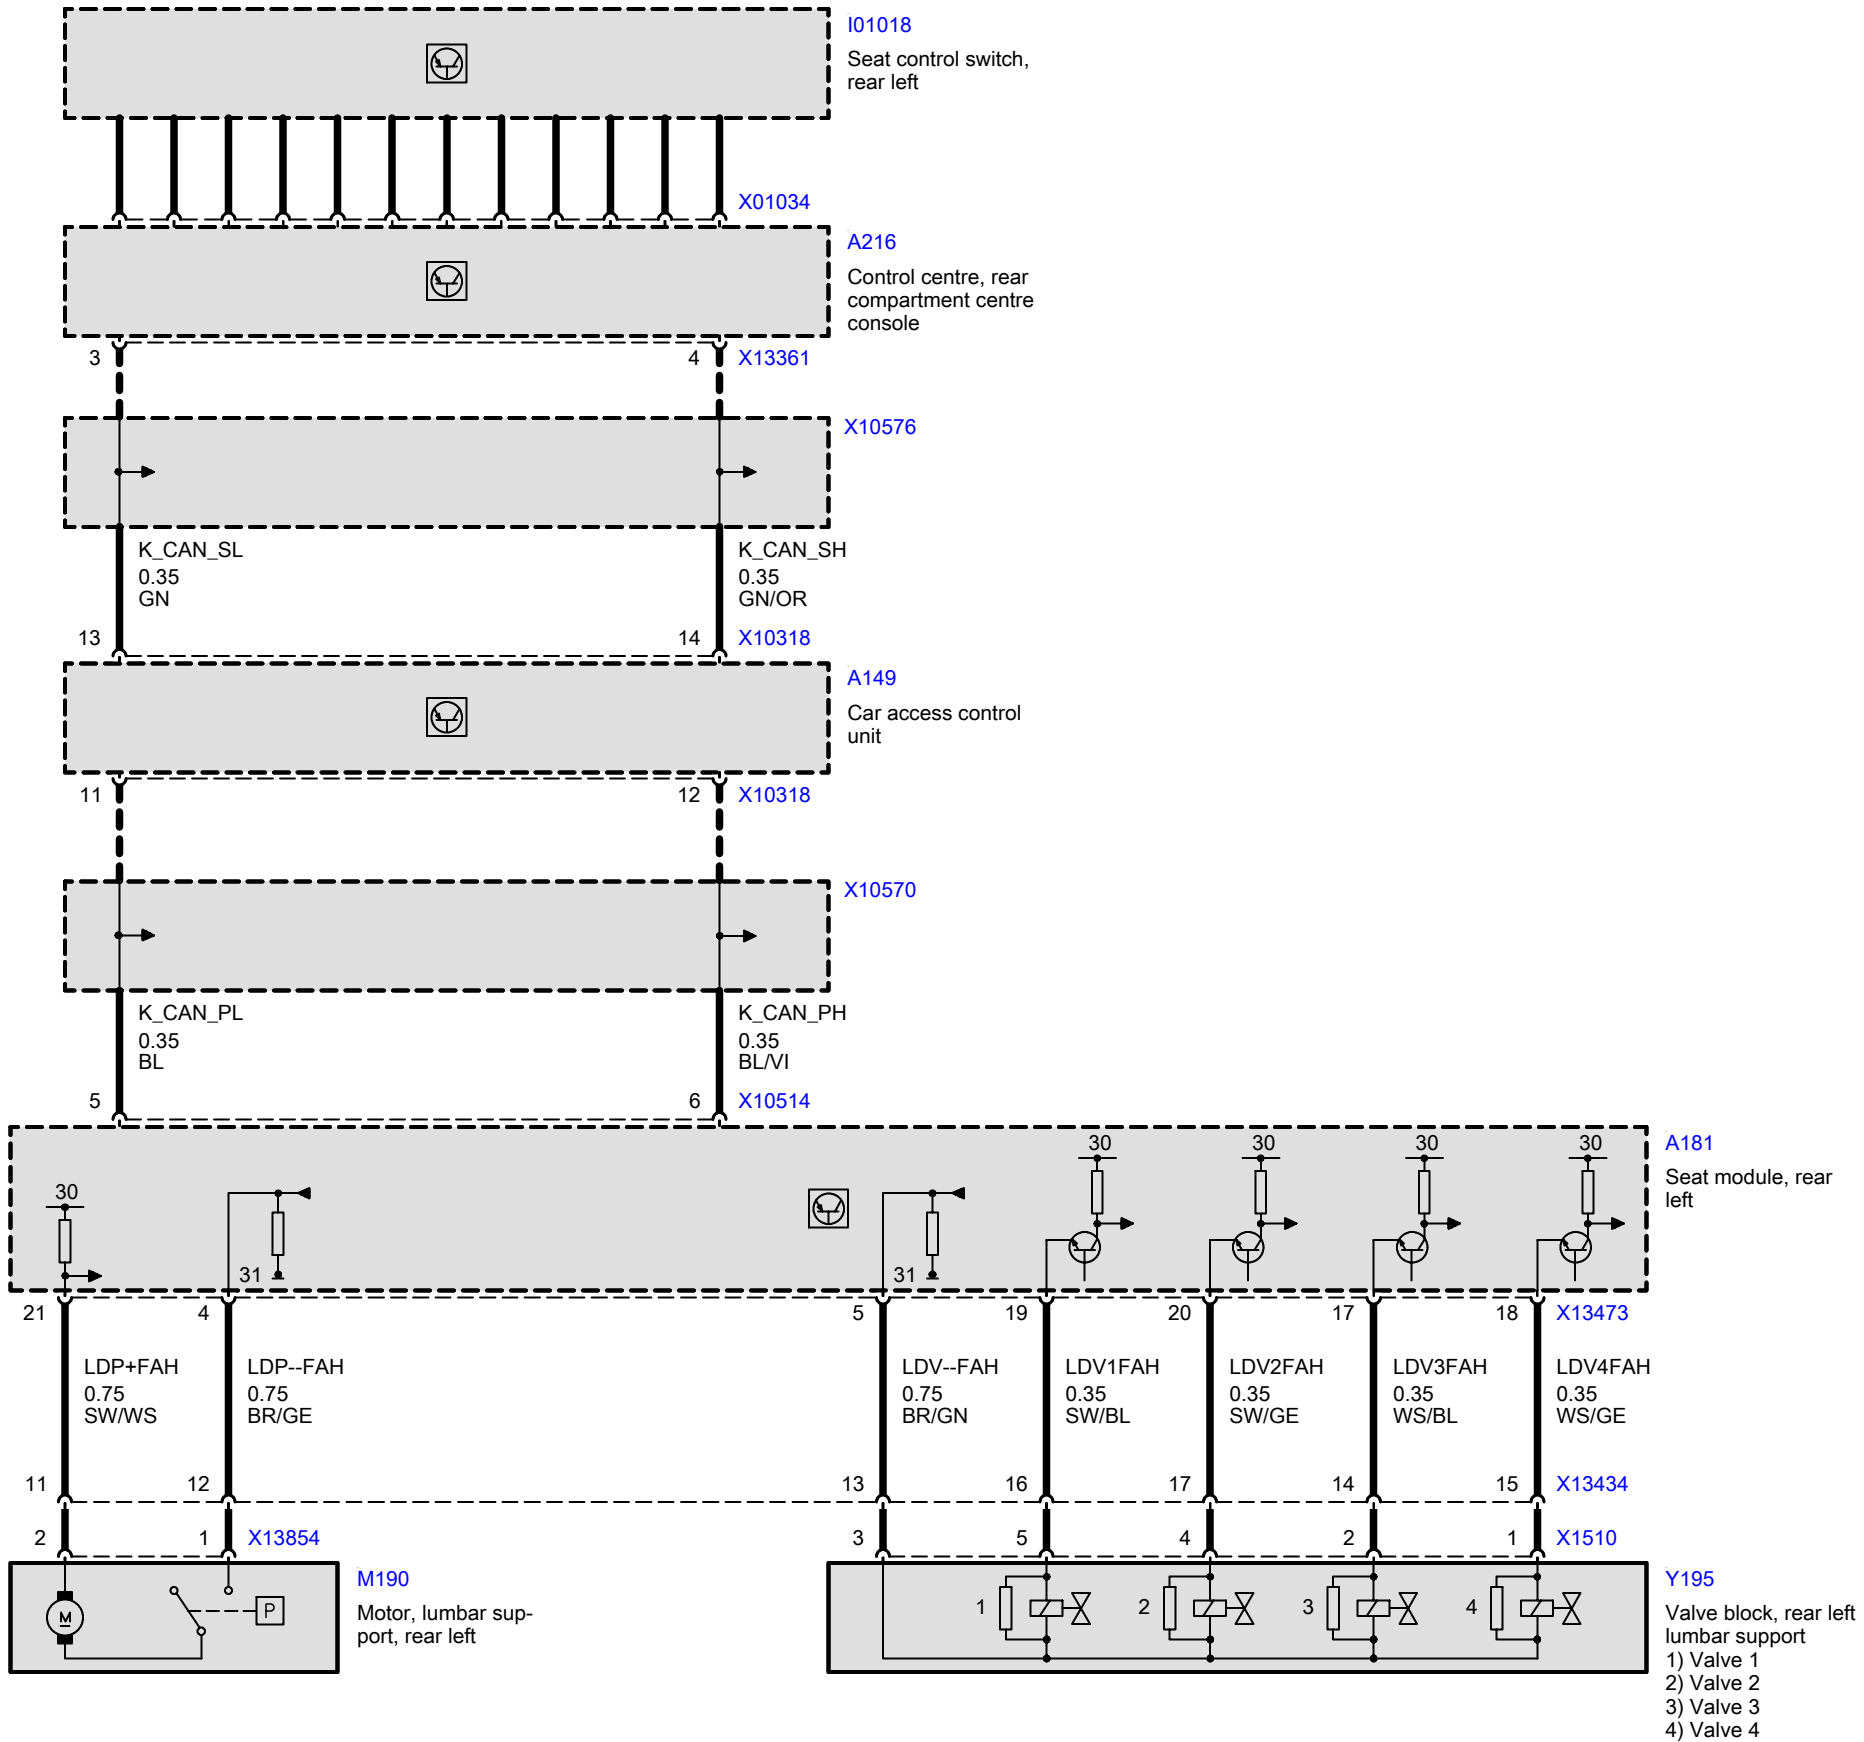 I01018
Seat control switch,
rear left
X01034
A216
Control centre, rear
compartment centre
console
3
4
X13361
X10576
K_CAN_SL
0.35
GN
K_CAN_SH
0.35
GN/OR
13
14
X10318
A149
Car access control
unit
11
12
X10318
X10570
K_CAN_PL
0.35
BL
K_CAN_PH
0.35
BL/VI
5
6
X10514
A181
Seat module, rear
left
30
30
30
30
30
31
31
21
4
5
19
20
17
18
X13473
LDP+FAH
0.75
SW/WS
LDP--FAH
0.75
BR/GE
LDV--FAH
0.75
BR/GN
LDV1FAH
0.35
SW/BL
LDV2FAH
0.35
SW/GE
LDV3FAH
0.35
WS/BL
LDV4FAH
0.35
WS/GE
11
12
13
16
17
14
15
X13434
2
1
X13854
3
5
4
2
1
X1510
M
P
M190
Motor, lumbar sup-
port, rear left
1
2
3
4
Y195
Valve block, rear left
lumbar support
1) Valve 1
2) Valve 2
3) Valve 3
4) Valve 4